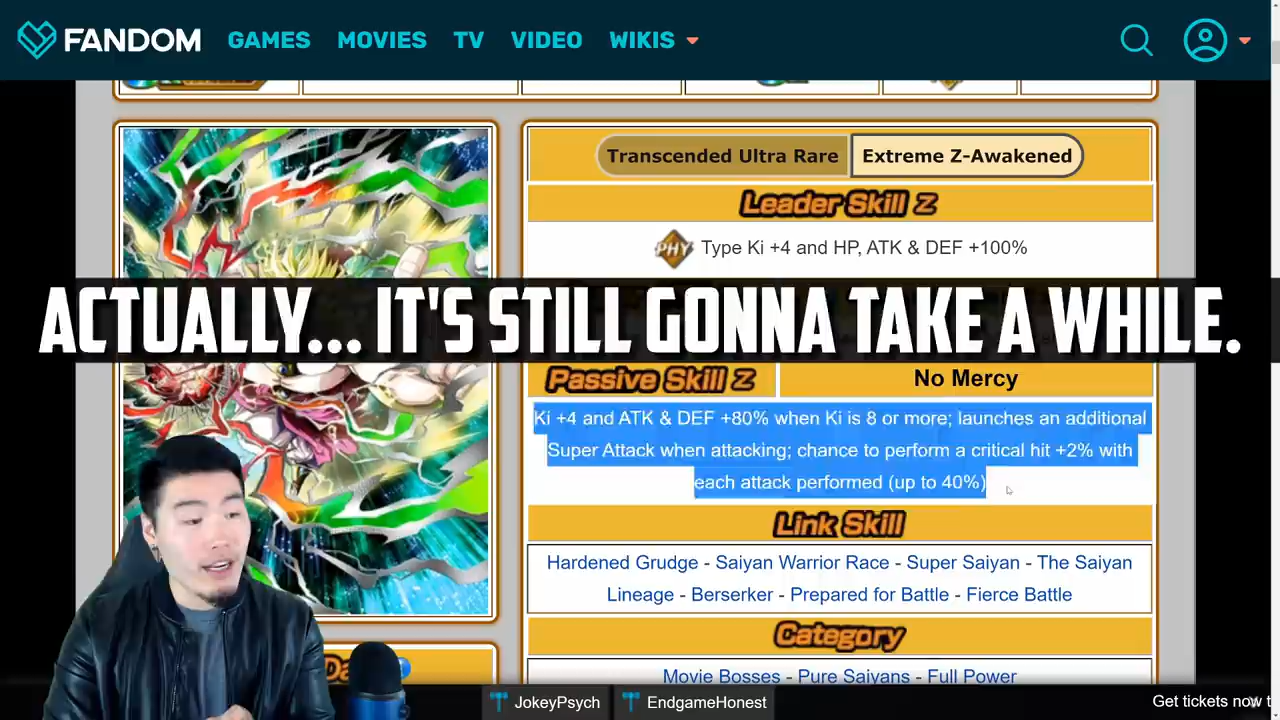 FANDOM GAMES MOVIES TV VIDEO WIKIS
Transcended Ultra Rare Extreme Z-Awakened
Leader Skill Z
PHY Type Ki +4 and HP, ATK & DEF +100%
ACTUALLY... IT'S STILL GONNA TAKE A WHILE.
Passive Skill Z No Mercy
Ki +4 and ATK & DEF +80% when Ki is 8 or more; launches an additional
Super Attack when attacking; chance to perform a critical hit +2% with
each attack performed (up to 40%)
Link Skill
Hardened Grudge - Saiyan Warrior Race - Super Saiyan - The Saiyan
Lineage - Berserker - Prepared for Battle - Fierce Battle
Category
Movie Bosses - Pure Saiyans - Full Power
JokeyPsych EndgameHonest Get tickets now